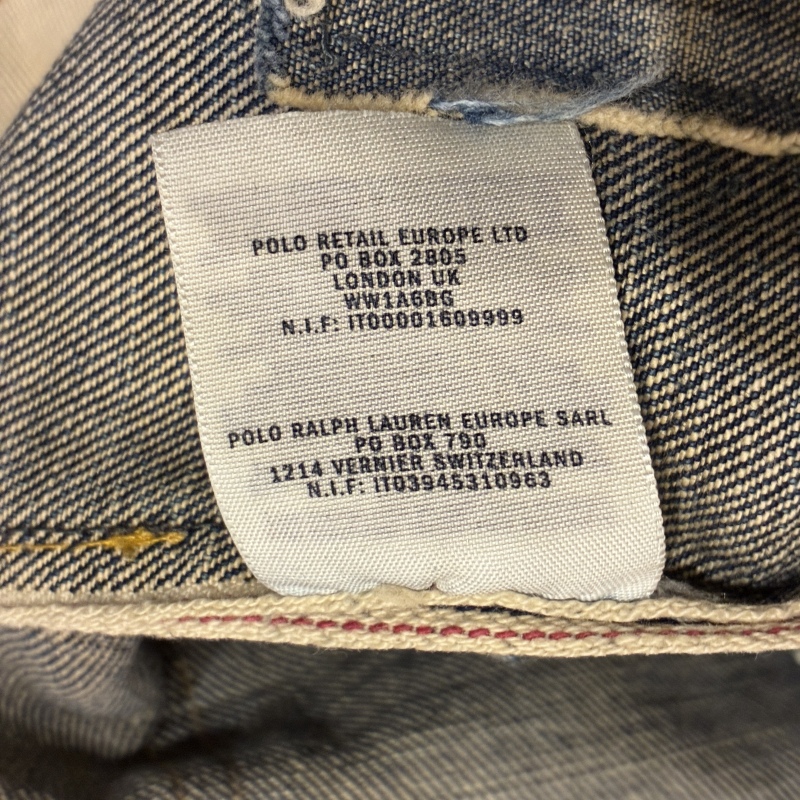 POLO RETAIL EUROPE LTD
PO BOX 2805
LONDON UK
WW1A6BG
N.I.F: IT00001609999
POLO RALPH LAUREN EUROPE SARL
PO BOX 790
1214 VERNIER SWITZERLAND
N.I.F: IT03945310963